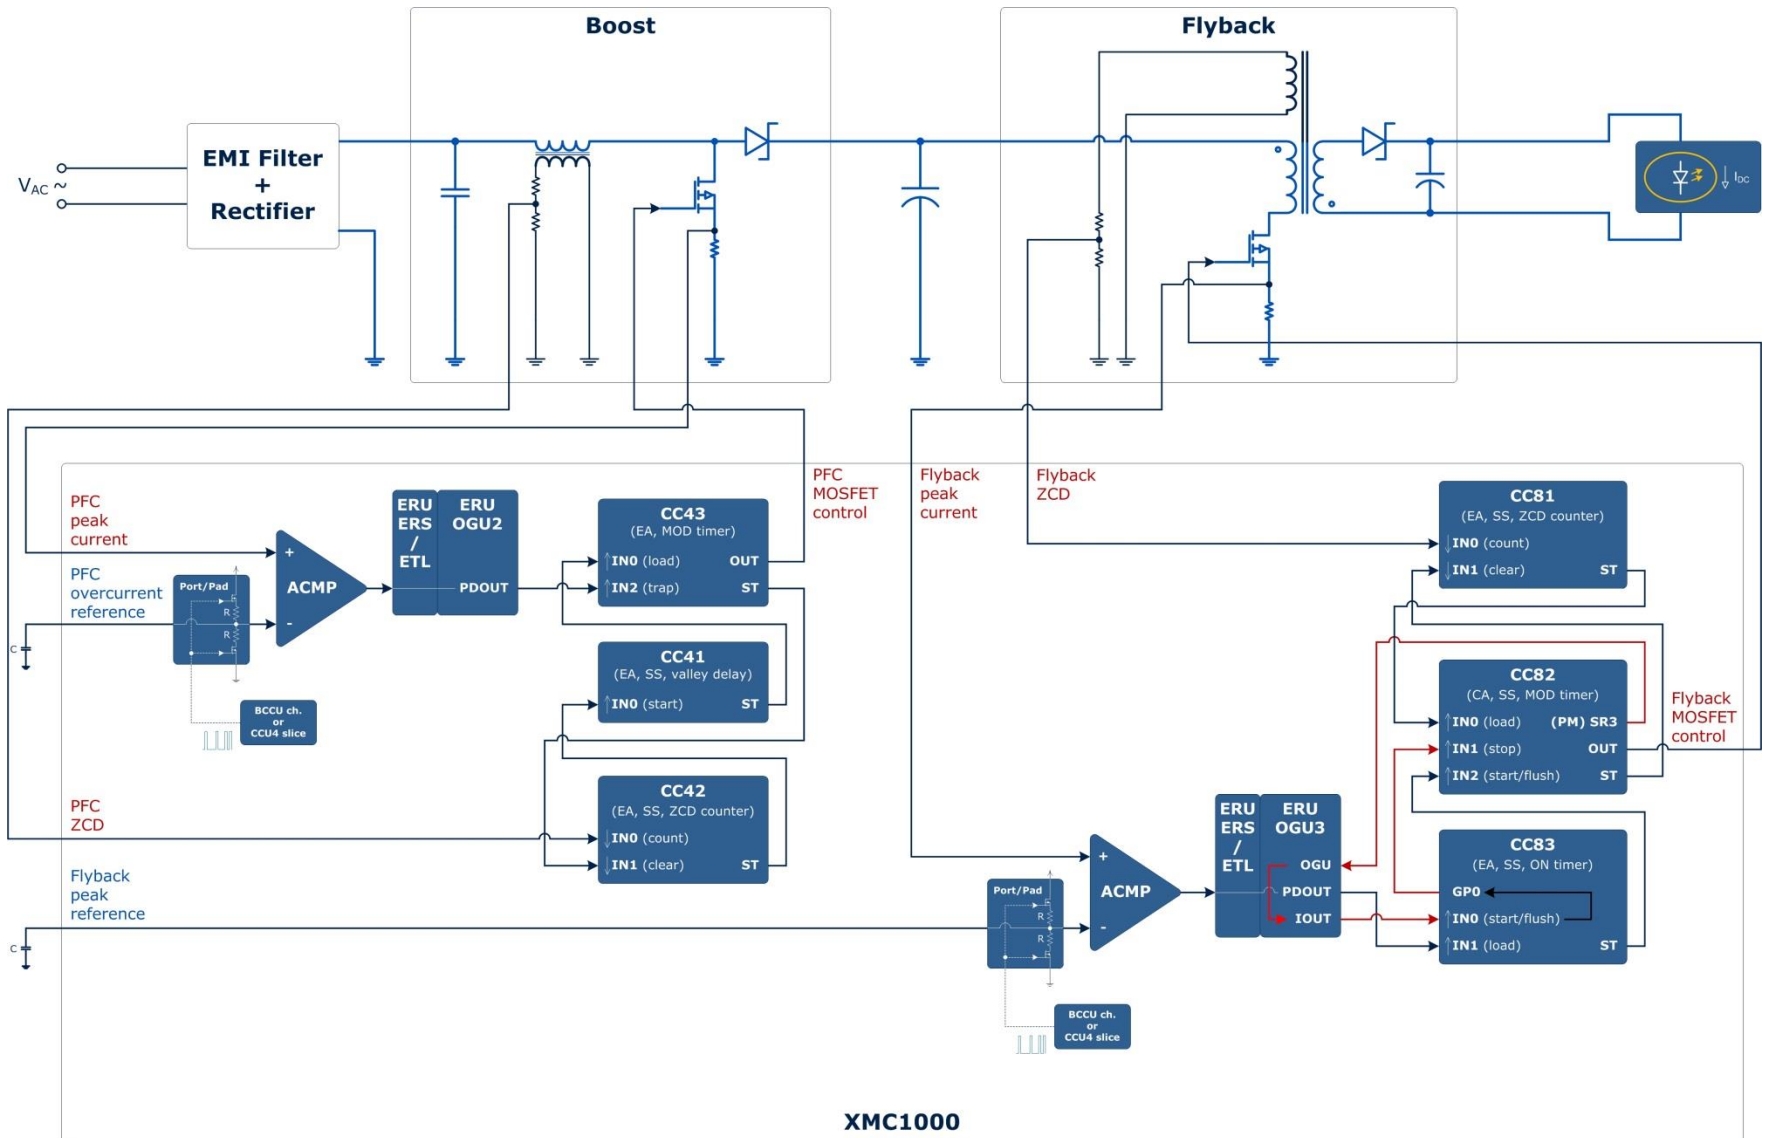 Boost
Flyback
EMI Filter
+
Rectifier
VAC ~
IDC
PFC
peak
current
PFC
overcurrent
reference
C
Port/Pad
R
R
BCCU ch.
or
CCU4 slice
+
-
ACMP
ERU
ERS
/
ETL
ERU
OGU2
PDOUT
CC43
(EA, MOD timer)
↑IN0 (load) OUT
↑IN2 (trap) ST
CC41
(EA, SS, valley delay)
↑IN0 (start) ST
CC42
(EA, SS, ZCD counter)
↓IN0 (count)
↓IN1 (clear) ST
PFC
MOSFET
control
PFC
ZCD
Flyback
peak
current
Flyback
ZCD
Flyback
peak
reference
C
Port/Pad
R
R
BCCU ch.
or
CCU4 slice
+
-
ACMP
ERU
ERS
/
ETL
ERU
OGU3
OGU
PDOUT
IOUT
CC81
(EA, SS, ZCD counter)
↓IN0 (count)
↓IN1 (clear) ST
CC82
(CA, SS, MOD timer)
↑IN0 (load) (PM) SR3
↑IN1 (stop) OUT
↑IN2 (start/flush) ST
CC83
(EA, SS, ON timer)
GP0
↑IN0 (start/flush)
↑IN1 (load) ST
Flyback
MOSFET
control
XMC1000